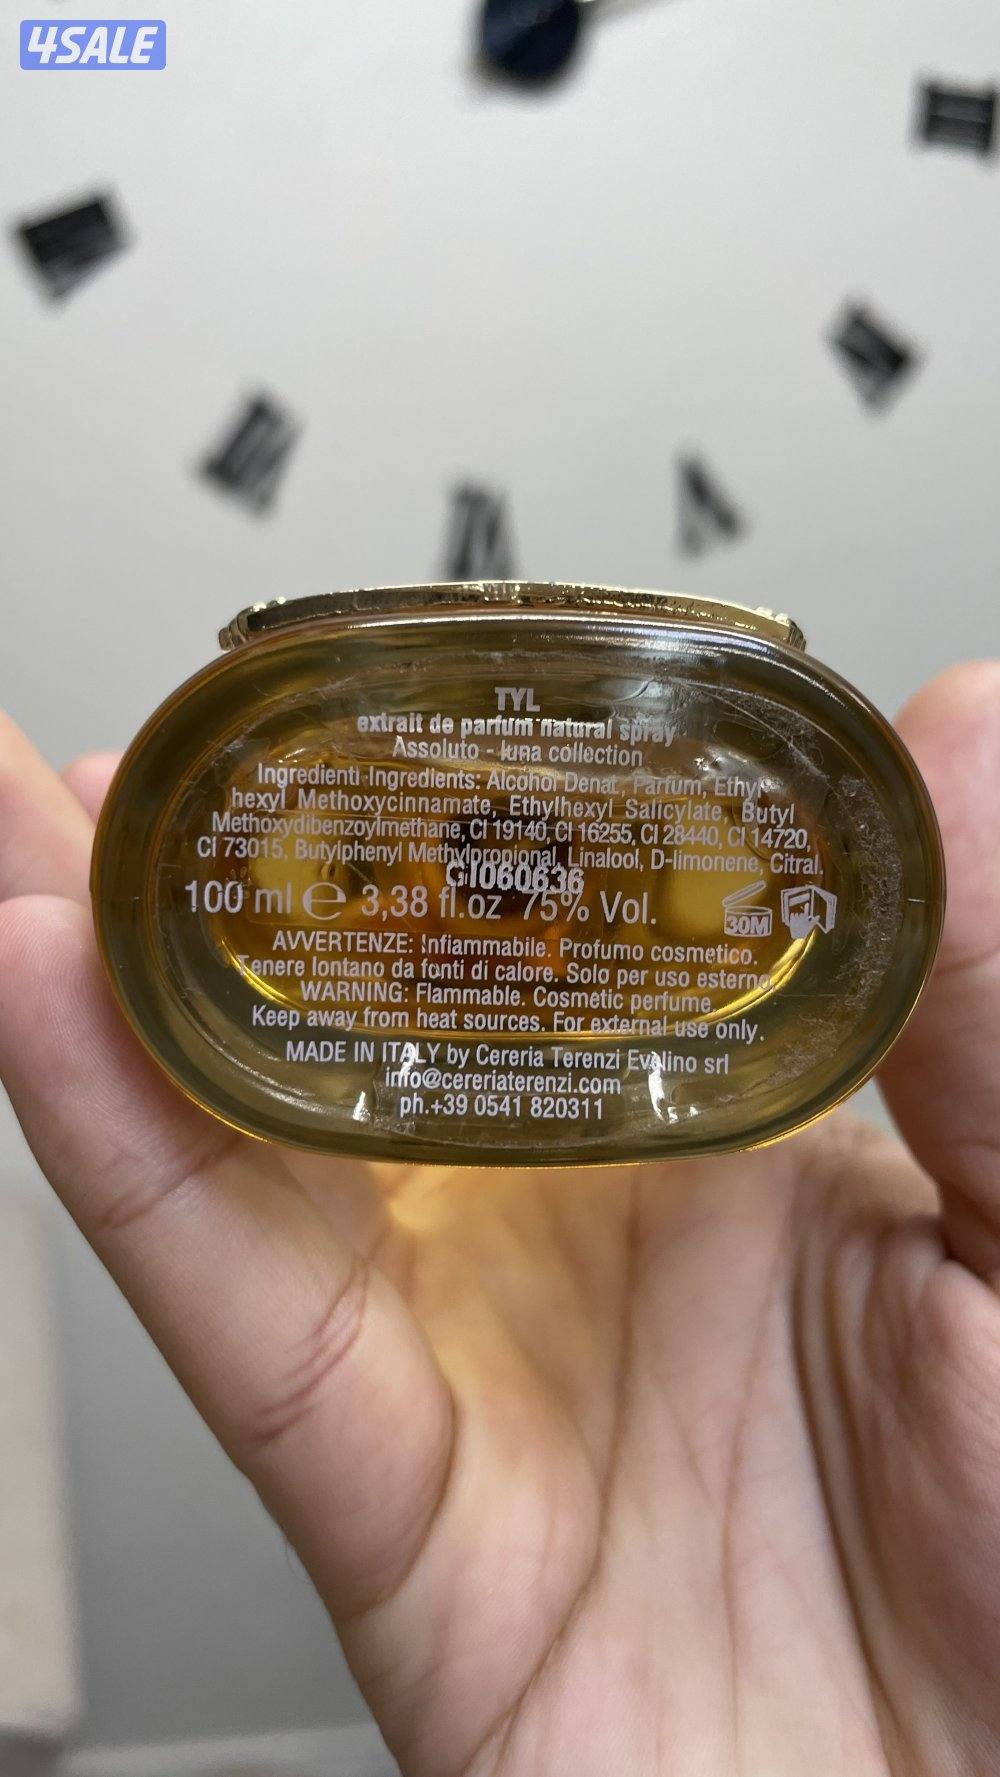 4SALE
TYL
extrait de parfum natural spray
Assoluto - luna collection
Ingredienti Ingredients: Alcohol Denat, Parfum, Ethyl
hexyl Methoxycinnamate, Ethylhexyl Salicylate, Butyl
Methoxydibenzoylmethane, CI 19140, CI 16255, CI 28440, CI 14720,
CI 73015, Butylphenyl Methylpropional, Linalool, D-limonene, Citral.
GI060636
100 ml e 3,38 fl.oz 75% Vol.
30M
AVVERTENZE: Infiammabile. Profumo cosmetico.
Tenere lontano da fonti di calore. Solo per uso esterno.
WARNING: Flammable. Cosmetic perfume.
Keep away from heat sources. For external use only.
MADE IN ITALY by Cereria Terenzi Evelino srl
info@cereriaterenzi.com
ph.+39 0541 820311